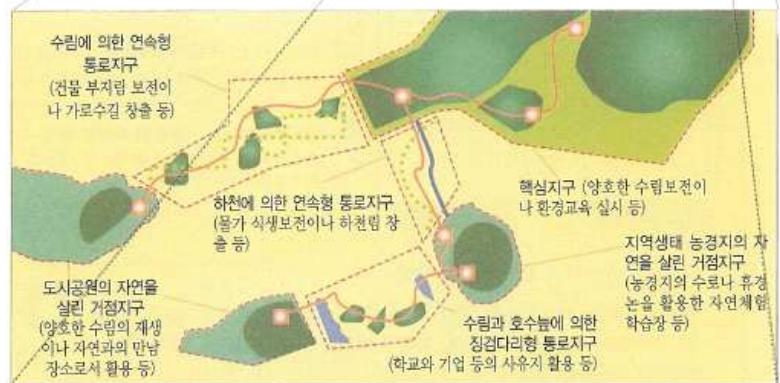 수림에 의한 연속형
통로지구
(건물 부지림 보전이
나 가로수길 창출 등)
하천에 의한 연속형 통로지구
(물가 식생보전이나 하천림 창
출 등)
핵심지구 (양호한 수림보전이
나 환경교육 실시 등)
지역생태 농경지의 자
연을 살린 거점지구
(농경지의 수로나 휴경
논을 활용한 자연체험
학습장 등)
도시공원의 자연을
살린 거점지구
(양호한 수림의 재생
이나 자연과의 만남
장소로서 활용 등)
수림과 호수늪에 의한
징검다리형 통로지구
(학교와 기업 등의 사유지 활용 등)